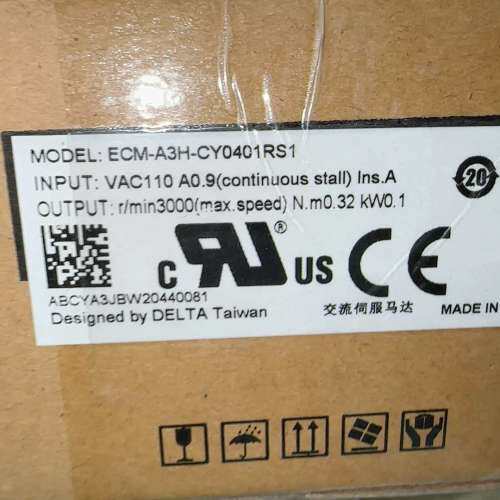 MODEL: ECM-A3H-CY0401RS1
INPUT: VAC110 A0.9(continuous stall) Ins.A
OUTPUT: r/min3000(max.speed) N.m0.32 kW0.1
20
c RU® US CE
ABCYA3JBW20440081
Designed by DELTA Taiwan
交流伺服马达
MADE IN